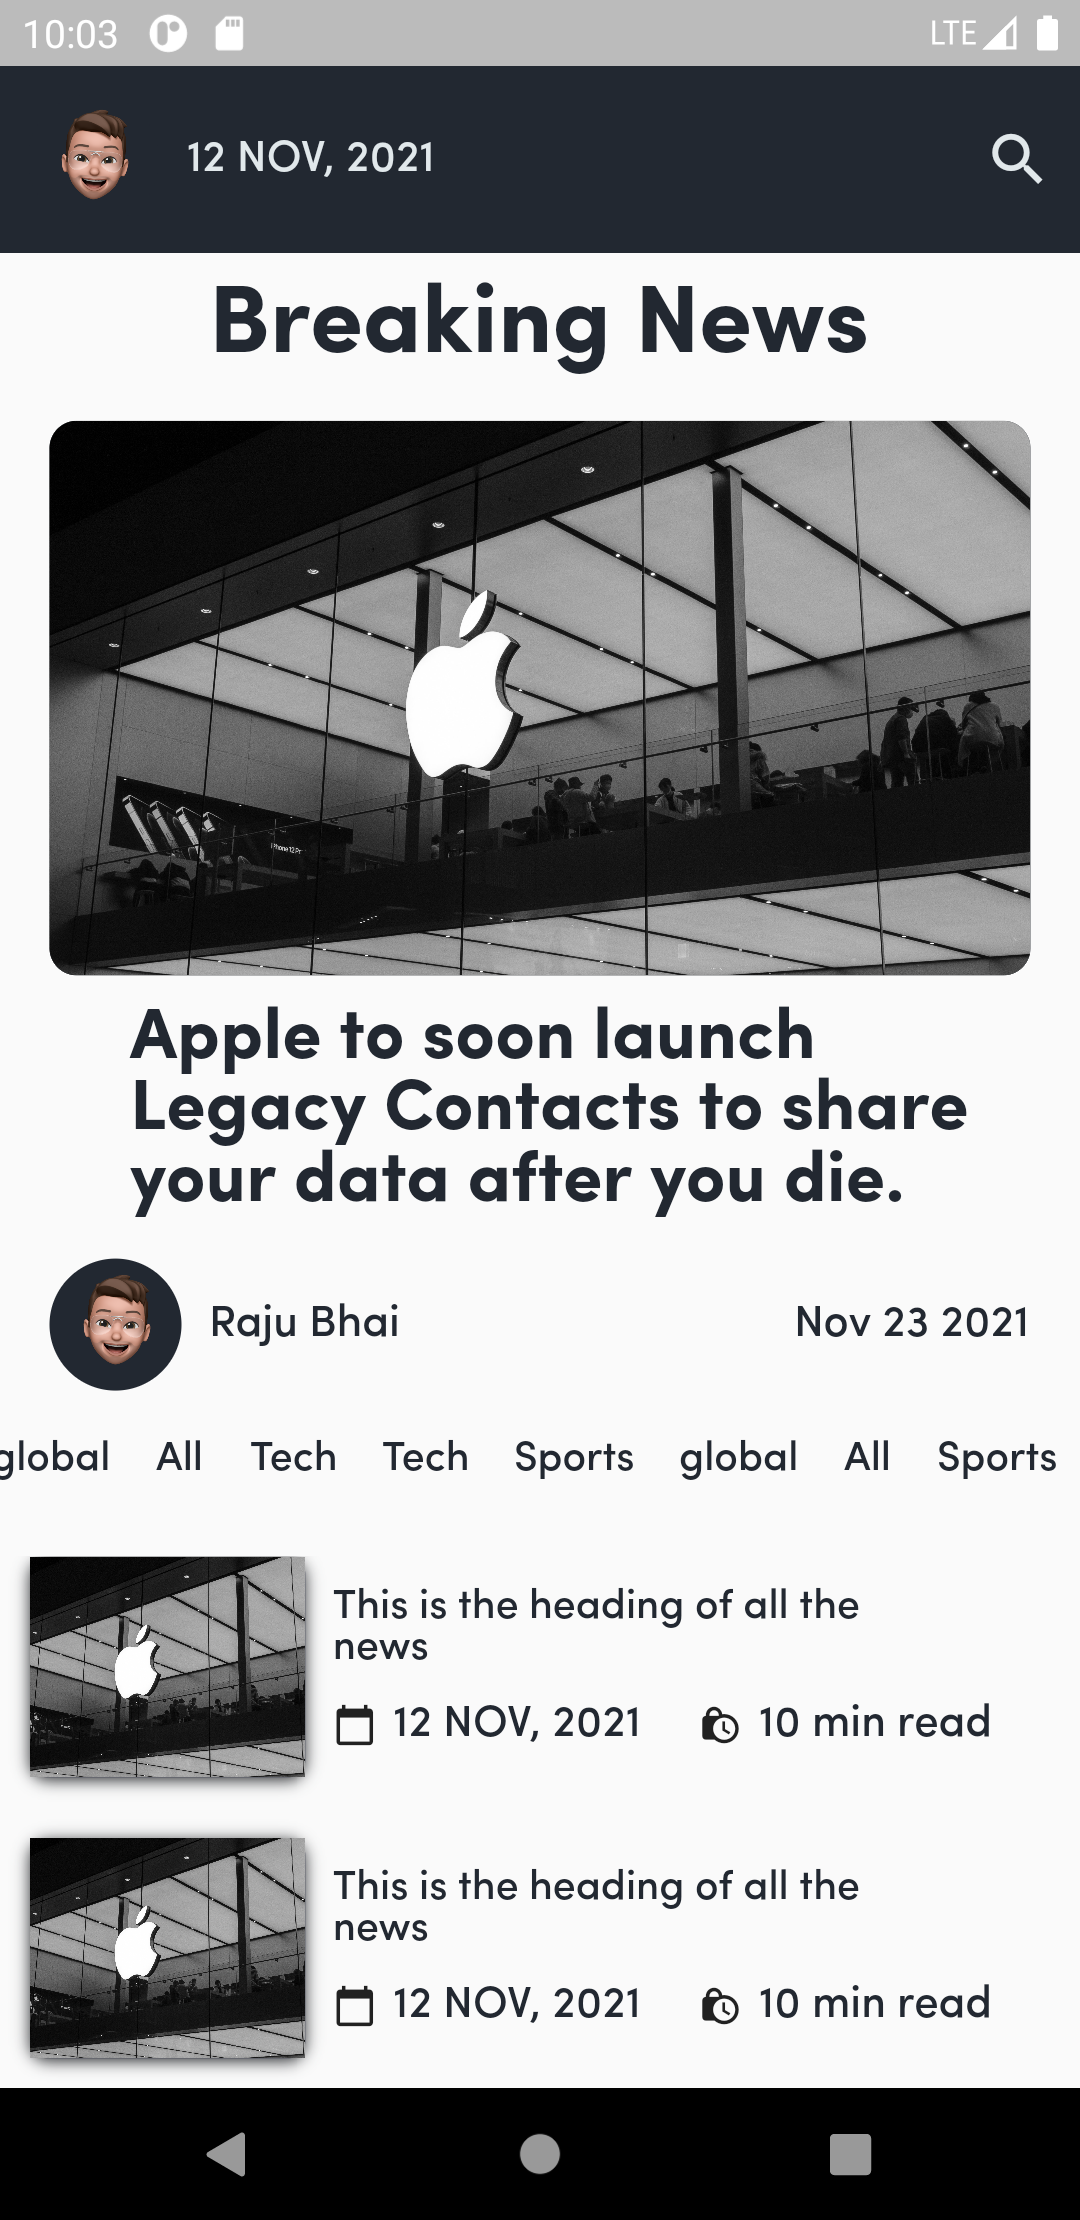 10:03 LTE
12 NOV, 2021
Breaking News
iPhone 12 Pr
Apple to soon launch
Legacy Contacts to share
your data after you die.
Raju Bhai Nov 23 2021
global All Tech Tech Sports global All Sports
This is the heading of all the
news
12 NOV, 2021 10 min read
This is the heading of all the
news
12 NOV, 2021 10 min read